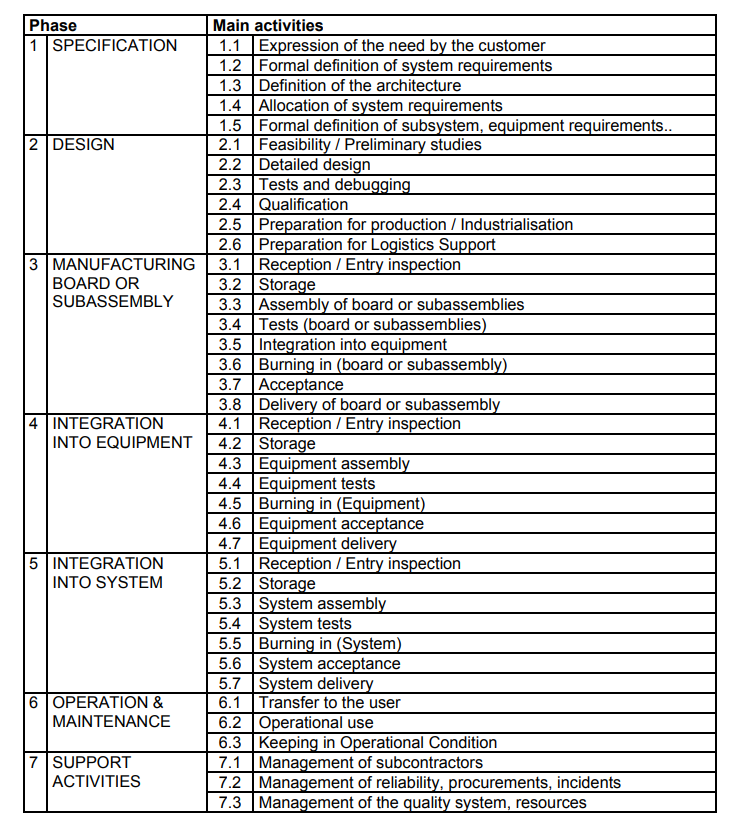 Phase Main activities
1 SPECIFICATION 1.1 Expression of the need by the customer
1.2 Formal definition of system requirements
1.3 Definition of the architecture
1.4 Allocation of system requirements
1.5 Formal definition of subsystem, equipment requirements..
2 DESIGN 2.1 Feasibility / Preliminary studies
2.2 Detailed design
2.3 Tests and debugging
2.4 Qualification
2.5 Preparation for production / Industrialisation
2.6 Preparation for Logistics Support
3 MANUFACTURING 3.1 Reception / Entry inspection
BOARD OR 3.2 Storage
SUBASSEMBLY 3.3 Assembly of board or subassemblies
3.4 Tests (board or subassemblies)
3.5 Integration into equipment
3.6 Burning in (board or subassembly)
3.7 Acceptance
3.8 Delivery of board or subassembly
4 INTEGRATION 4.1 Reception / Entry inspection
INTO EQUIPMENT 4.2 Storage
4.3 Equipment assembly
4.4 Equipment tests
4.5 Burning in (Equipment)
4.6 Equipment acceptance
4.7 Equipment delivery
5 INTEGRATION 5.1 Reception / Entry inspection
INTO SYSTEM 5.2 Storage
5.3 System assembly
5.4 System tests
5.5 Burning in (System)
5.6 System acceptance
5.7 System delivery
6 OPERATION & 6.1 Transfer to the user
MAINTENANCE 6.2 Operational use
6.3 Keeping in Operational Condition
7 SUPPORT 7.1 Management of subcontractors
ACTIVITIES 7.2 Management of reliability, procurements, incidents
7.3 Management of the quality system, resources